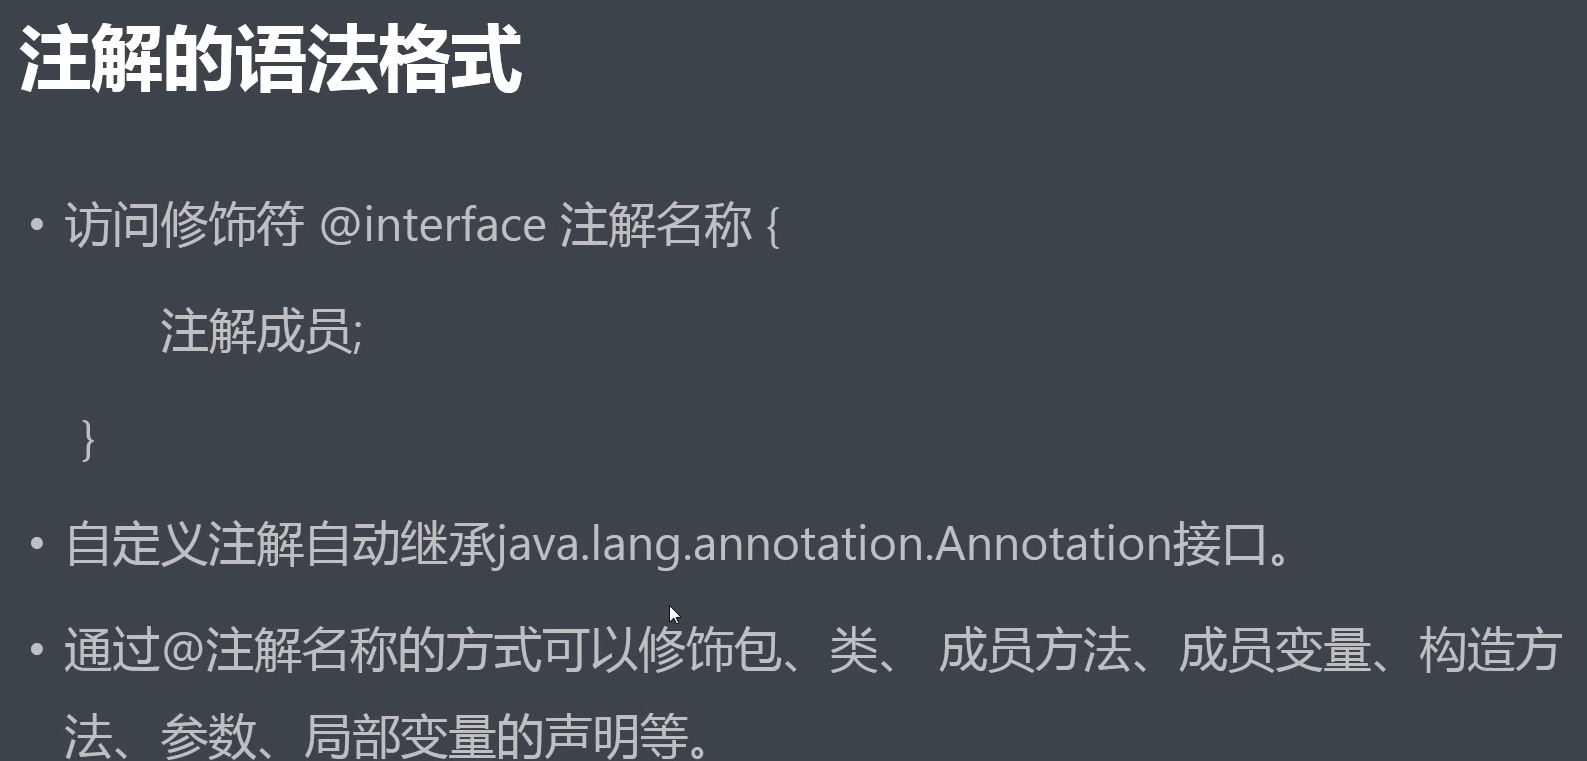 注解的语法格式
• 访问修饰符 @interface 注解名称 {
注解成员;
}
• 自定义注解自动继承java.lang.annotation.Annotation接口。
• 通过@注解名称的方式可以修饰包、类、 成员方法、成员变量、构造方
法、参数、局部变量的声明等。